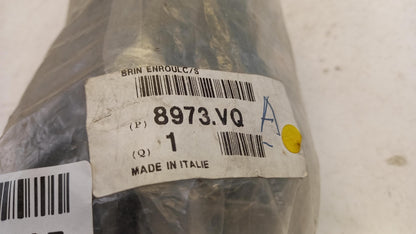 BRIN ENROULC/S
(P) 8973.VQ
A
(Q) 1
MADE IN ITALIE